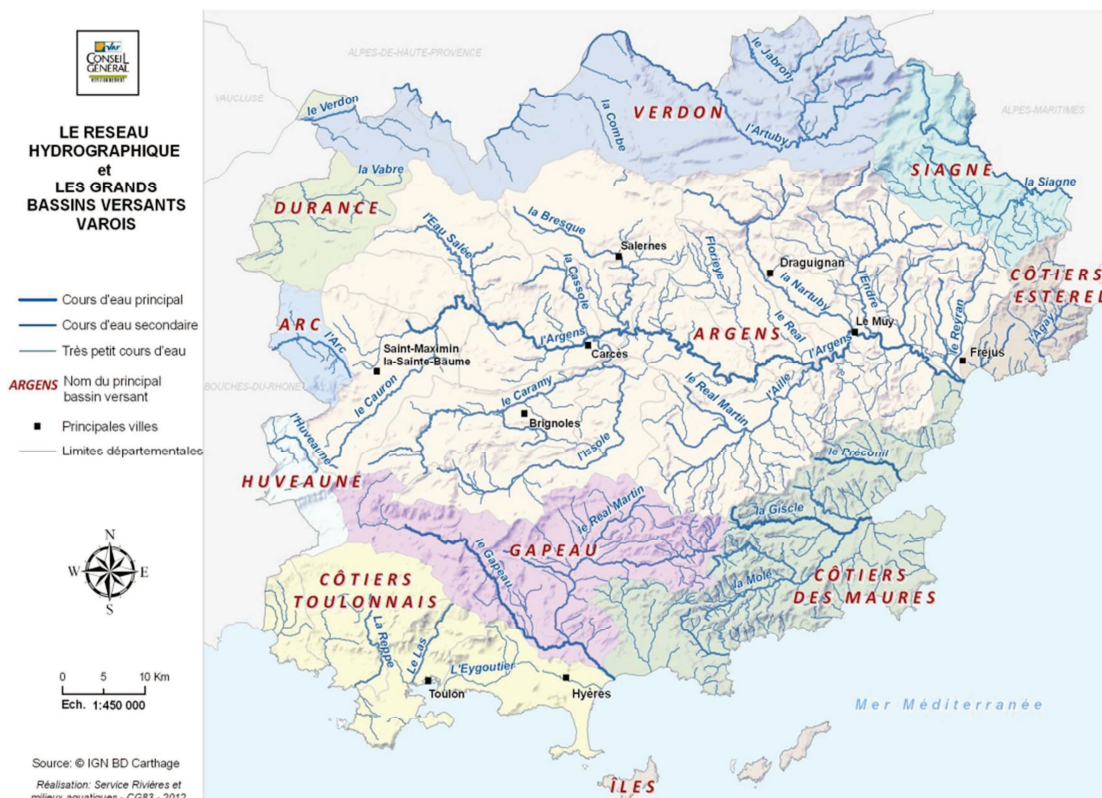 VAR
CONSEIL
GÉNÉRAL
LE RESEAU
HYDROGRAPHIQUE
et
LES GRANDS
BASSINS VERSANTS
VAROIS
Cours d'eau principal
Cours d'eau secondaire
Très petit cours d'eau
ARGENS
Nom du principal
bassin versant
Principales villes
Limites départementales
N
W
E
S
0 5 10 Km
Ech. 1:450 000
Source: © IGN BD Carthage
Réalisation: Service Rivières et
milieux aquatiques - CG83 - 2012
ALPES-DE-HAUTE-PROVENCE
VAUCLUSE
ALPES-MARITIMES
BOUCHES-DU-RHONE
le Jabron
le Verdon
la Combe
VERDON
l'Artuby
la Vabre
SIAGNE
la Siagne
DURANCE
l'Eau Salée
la Bresque
Salernes
Florieye
Draguignan
la Cassole
la Nartuby
l'Endre
CÔTIERS
ESTEREL
ARC
l'Arc
l'Argens
ARGENS
le Real
l'Argens
Le Muy
le Reyran
l'Agay
Saint-Maximin
la-Sainte-Baume
Carcès
Fréjus
le Cauron
le Caramy
Brignoles
le Real Martin
l'Aille
l'Issole
l'Huveaune
HUVEAUNE
le Préconil
le Real Martin
la Giscle
le Gapeau
GAPEAU
CÔTIERS
TOULONNAIS
la Mole
CÔTIERS
DES MAURES
La Reppe
Le Las
L'Eygoutier
Toulon
Hyères
Mer Méditerranée
ÎLES